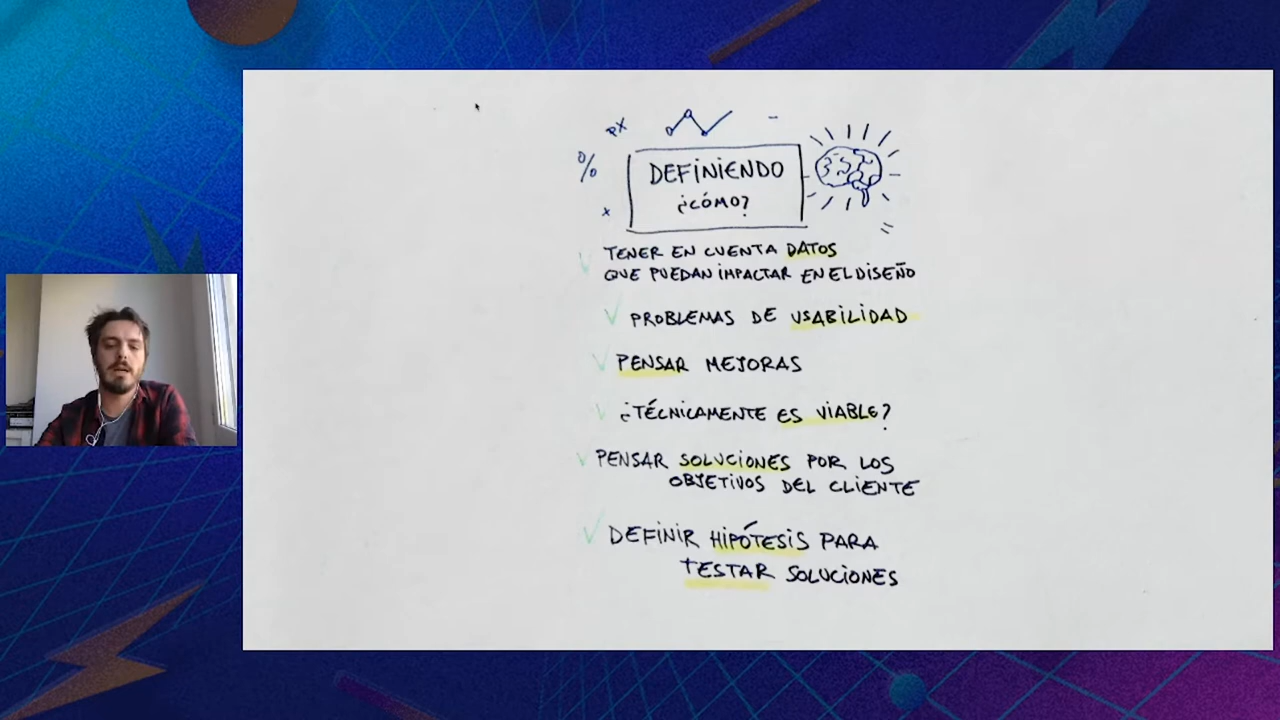 PX
%
DEFINIENDO
¿CÓMO?
TENER EN CUENTA DATOS
QUE PUEDAN IMPACTAR EN EL DISEÑO
PROBLEMAS DE USABILIDAD
PENSAR MEJORAS
¿TÉCNICAMENTE ES VIABLE?
PENSAR SOLUCIONES POR LOS
OBJETIVOS DEL CLIENTE
DEFINIR HIPÓTESIS PARA
TESTAR SOLUCIONES